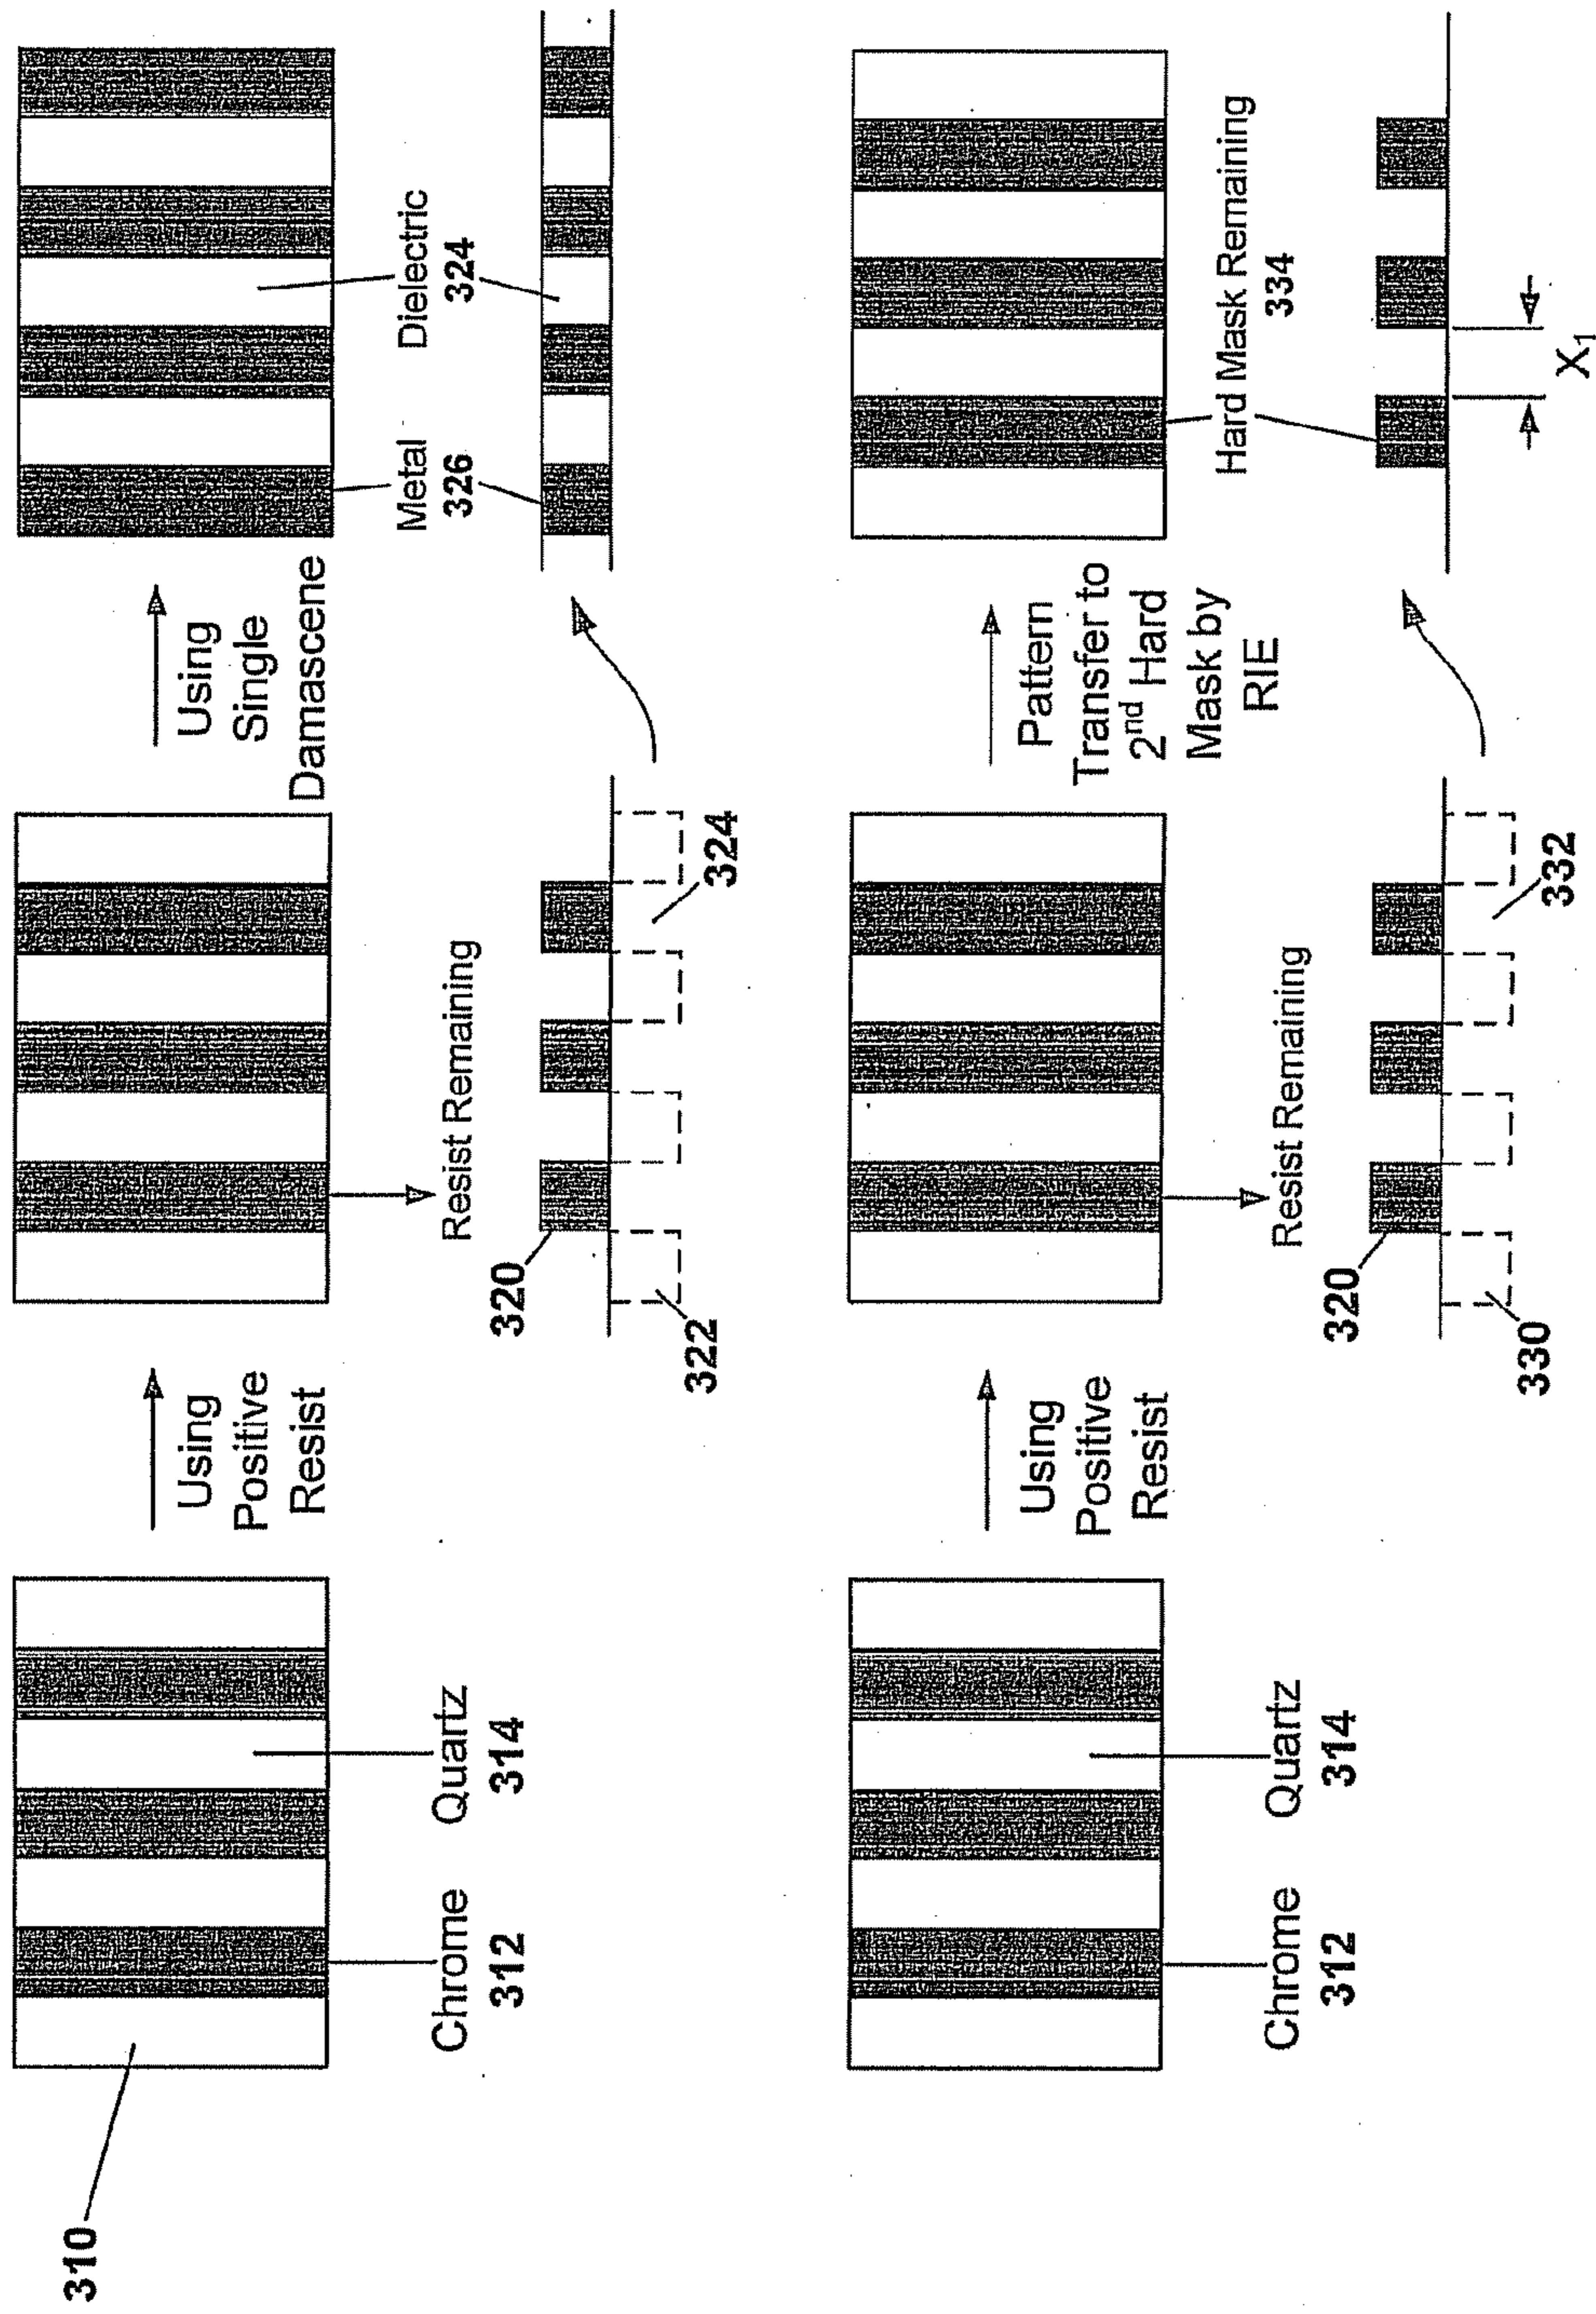 310
Chrome
312
Quartz
314
Using
Positive
Resist
Resist Remaining
320
322
324
Using
Single
Damascene
Metal
326
Dielectric
324
Chrome
312
Quartz
314
Using
Positive
Resist
Resist Remaining
320
330
332
Pattern
Transfer to
2nd Hard
Mask by
RIE
Hard Mask Remaining
334
X1